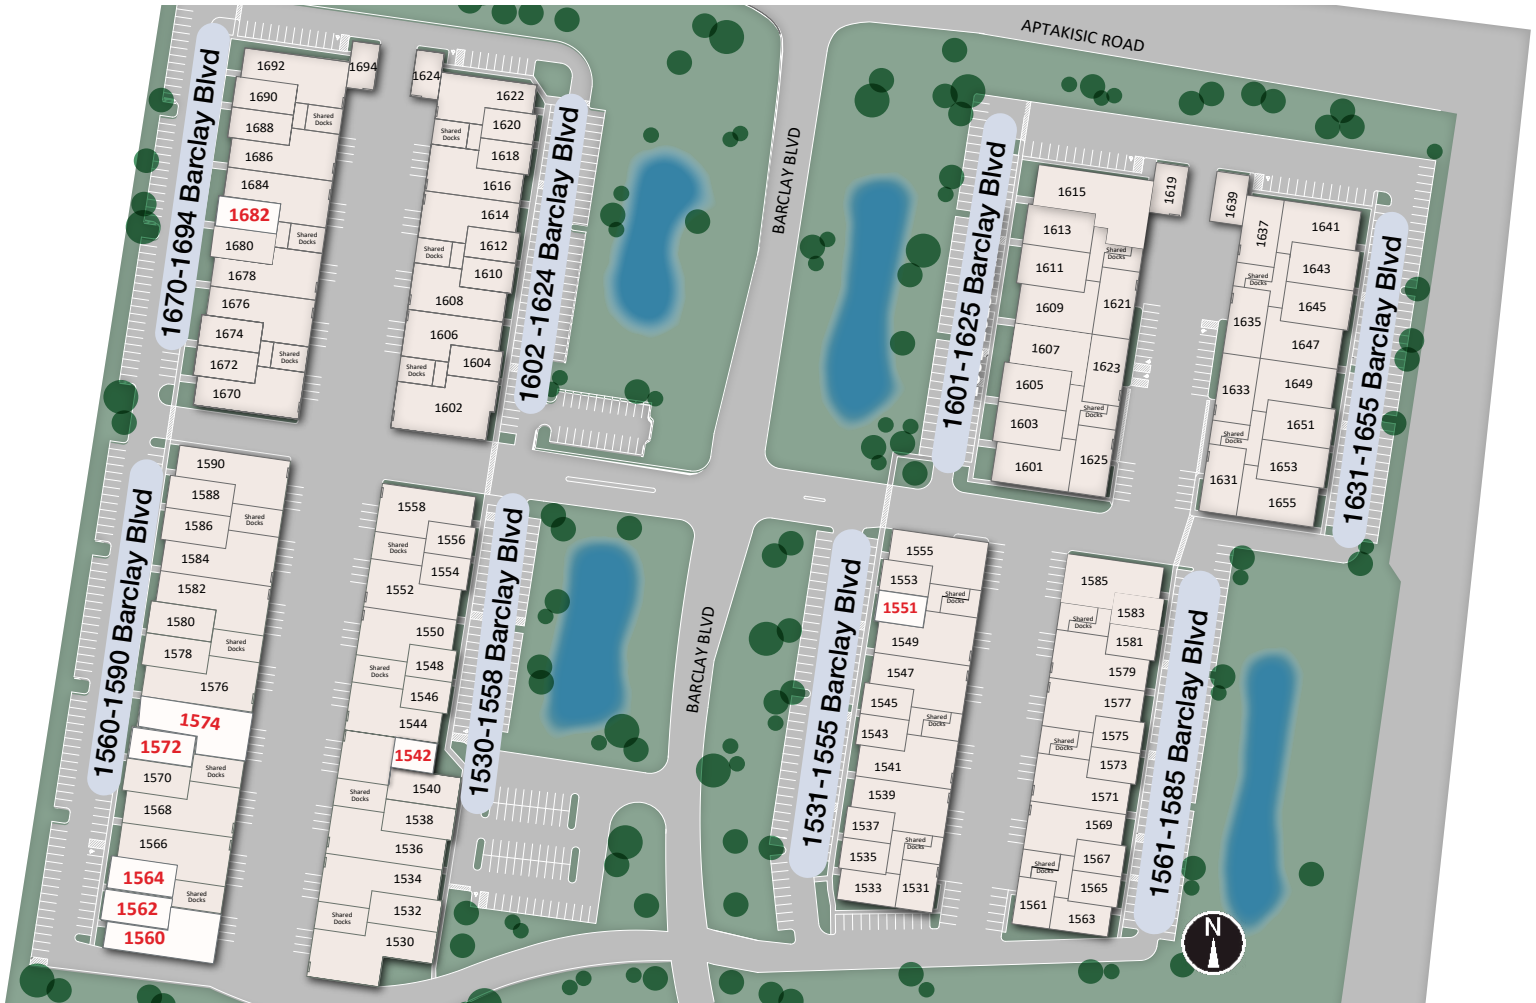 APTAKISIC ROAD
BARCLAY BLVD
BARCLAY BLVD
1670-1694 Barclay Blvd
1692
1694
1690
Shared
Docks
1688
1686
1684
1682
Shared
Docks
1680
1678
1676
1674
Shared
Docks
1672
1670
1602 -1624 Barclay Blvd
1624
1622
1620
Shared
Docks
1618
1616
1614
1612
Shared
Docks
1610
1608
1606
1604
Shared
Docks
1602
1601-1625 Barclay Blvd
1615
1619
1613
Shared
Docks
1611
1621
1609
1607
1623
1605
Shared
Docks
1603
1601
1625
1631-1655 Barclay Blvd
1639
1637
1641
1643
Shared
Docks
1645
1635
1647
1633
1649
1651
Shared
Docks
1653
1631
1655
1560-1590 Barclay Blvd
1590
1588
Shared
Docks
1586
1584
1582
1580
Shared
Docks
1578
1576
1574
1572
Shared
Docks
1570
1568
1566
1564
Shared
Docks
1562
1560
1530-1558 Barclay Blvd
1558
1556
Shared
Docks
1554
1552
1550
1548
Shared
Docks
1546
1544
1542
1540
Shared
Docks
1538
1536
1534
1532
Shared
Docks
1530
1531-1555 Barclay Blvd
1555
1553
Shared
Docks
1551
1549
1547
1545
Shared
Docks
1543
1541
1539
1537
Shared
Docks
1535
1533
1531
1561-1585 Barclay Blvd
1585
1583
Shared
Docks
1581
1579
1577
1575
Shared
Docks
1573
1571
1569
1567
Shared
Docks
1565
1561
1563
N